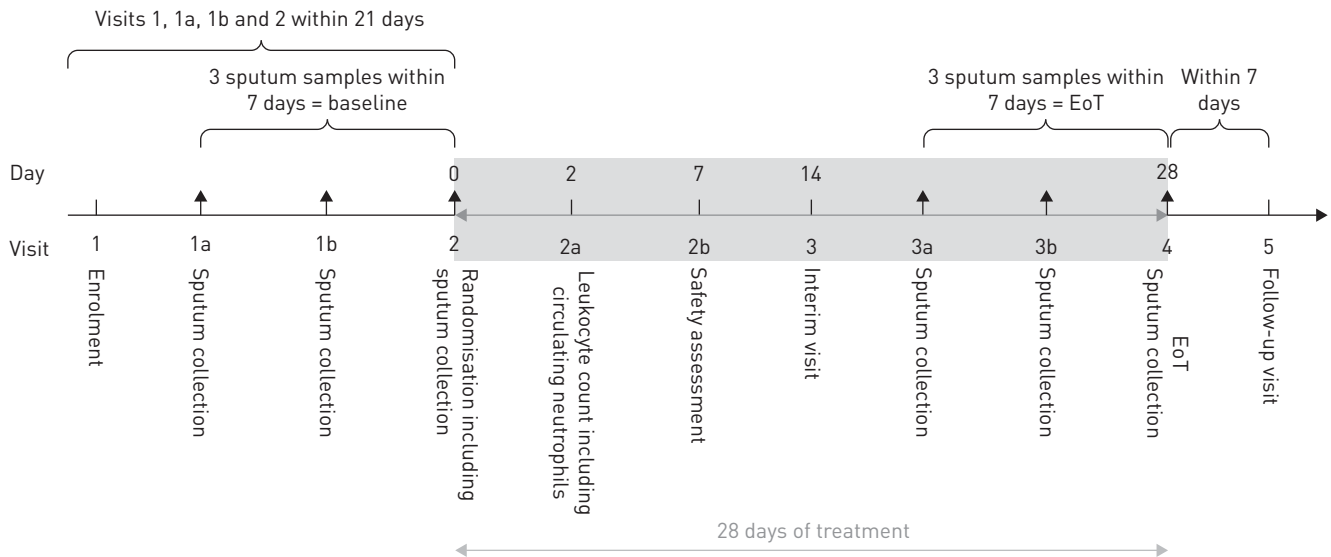 Visits 1, 1a, 1b and 2 within 21 days
3 sputum samples within
7 days = baseline
3 sputum samples within
7 days = EoT
Within 7
days
Day
0
2
7
14
28
Visit
1
1a
1b
2
2a
2b
3
3a
3b
4
5
Enrolment
Sputum collection
Sputum collection
Randomisation including
sputum collection
Leukocyte count including
circulating neutrophils
Safety assessment
Interim visit
Sputum collection
Sputum collection
EoT
Sputum collection
Follow-up visit
28 days of treatment